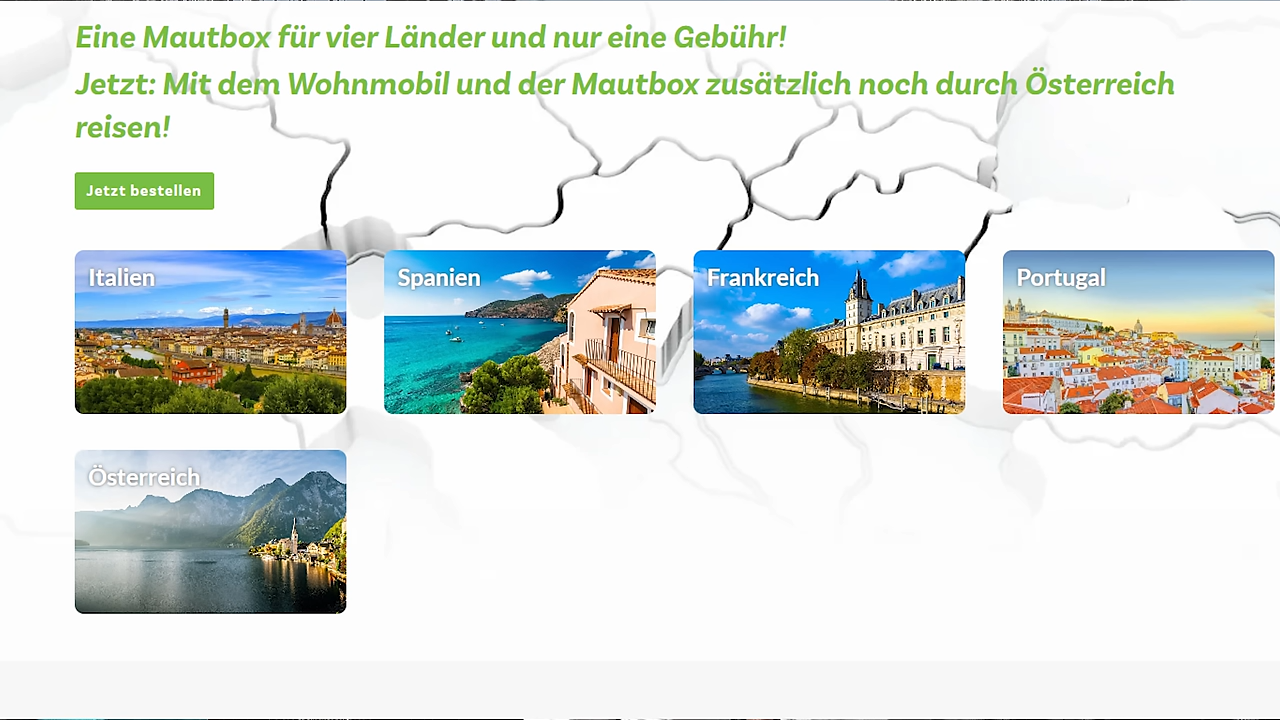 Eine Mautbox für vier Länder und nur eine Gebühr!
Jetzt: Mit dem Wohnmobil und der Mautbox zusätzlich noch durch Österreich
reisen!
Jetzt bestellen
Italien
Spanien
Frankreich
Portugal
Österreich